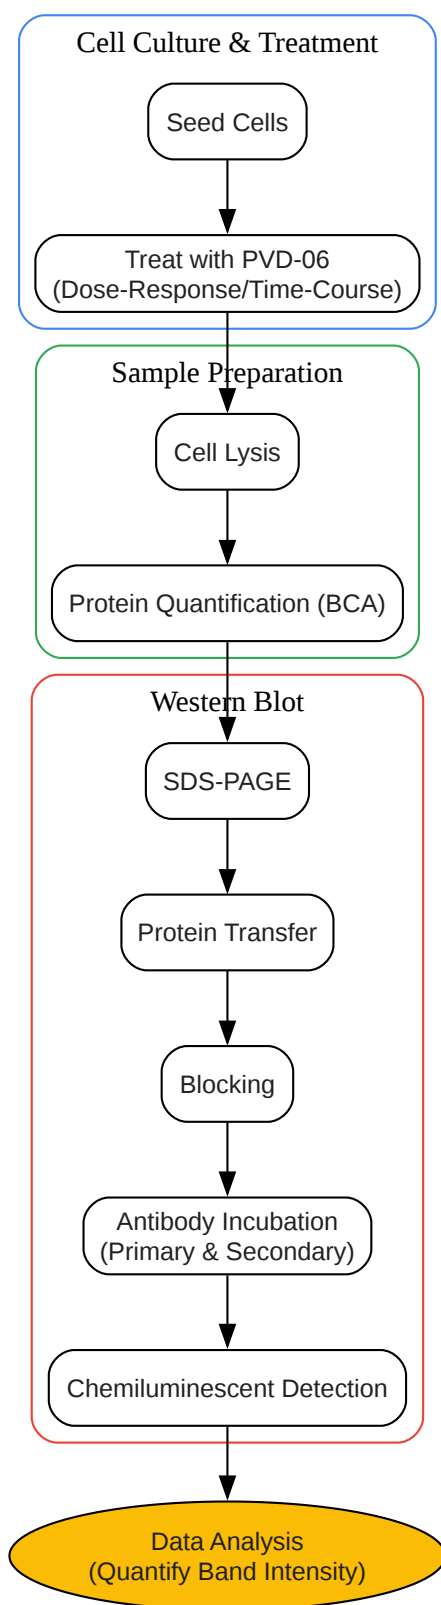 Cell Culture & Treatment
Seed Cells
Treat with PVD-06
(Dose-Response/Time-Course)
Sample Preparation
Cell Lysis
Protein Quantification (BCA)
Western Blot
SDS-PAGE
Protein Transfer
Blocking
Antibody Incubation
(Primary & Secondary)
Chemiluminescent Detection
Data Analysis
(Quantify Band Intensity)